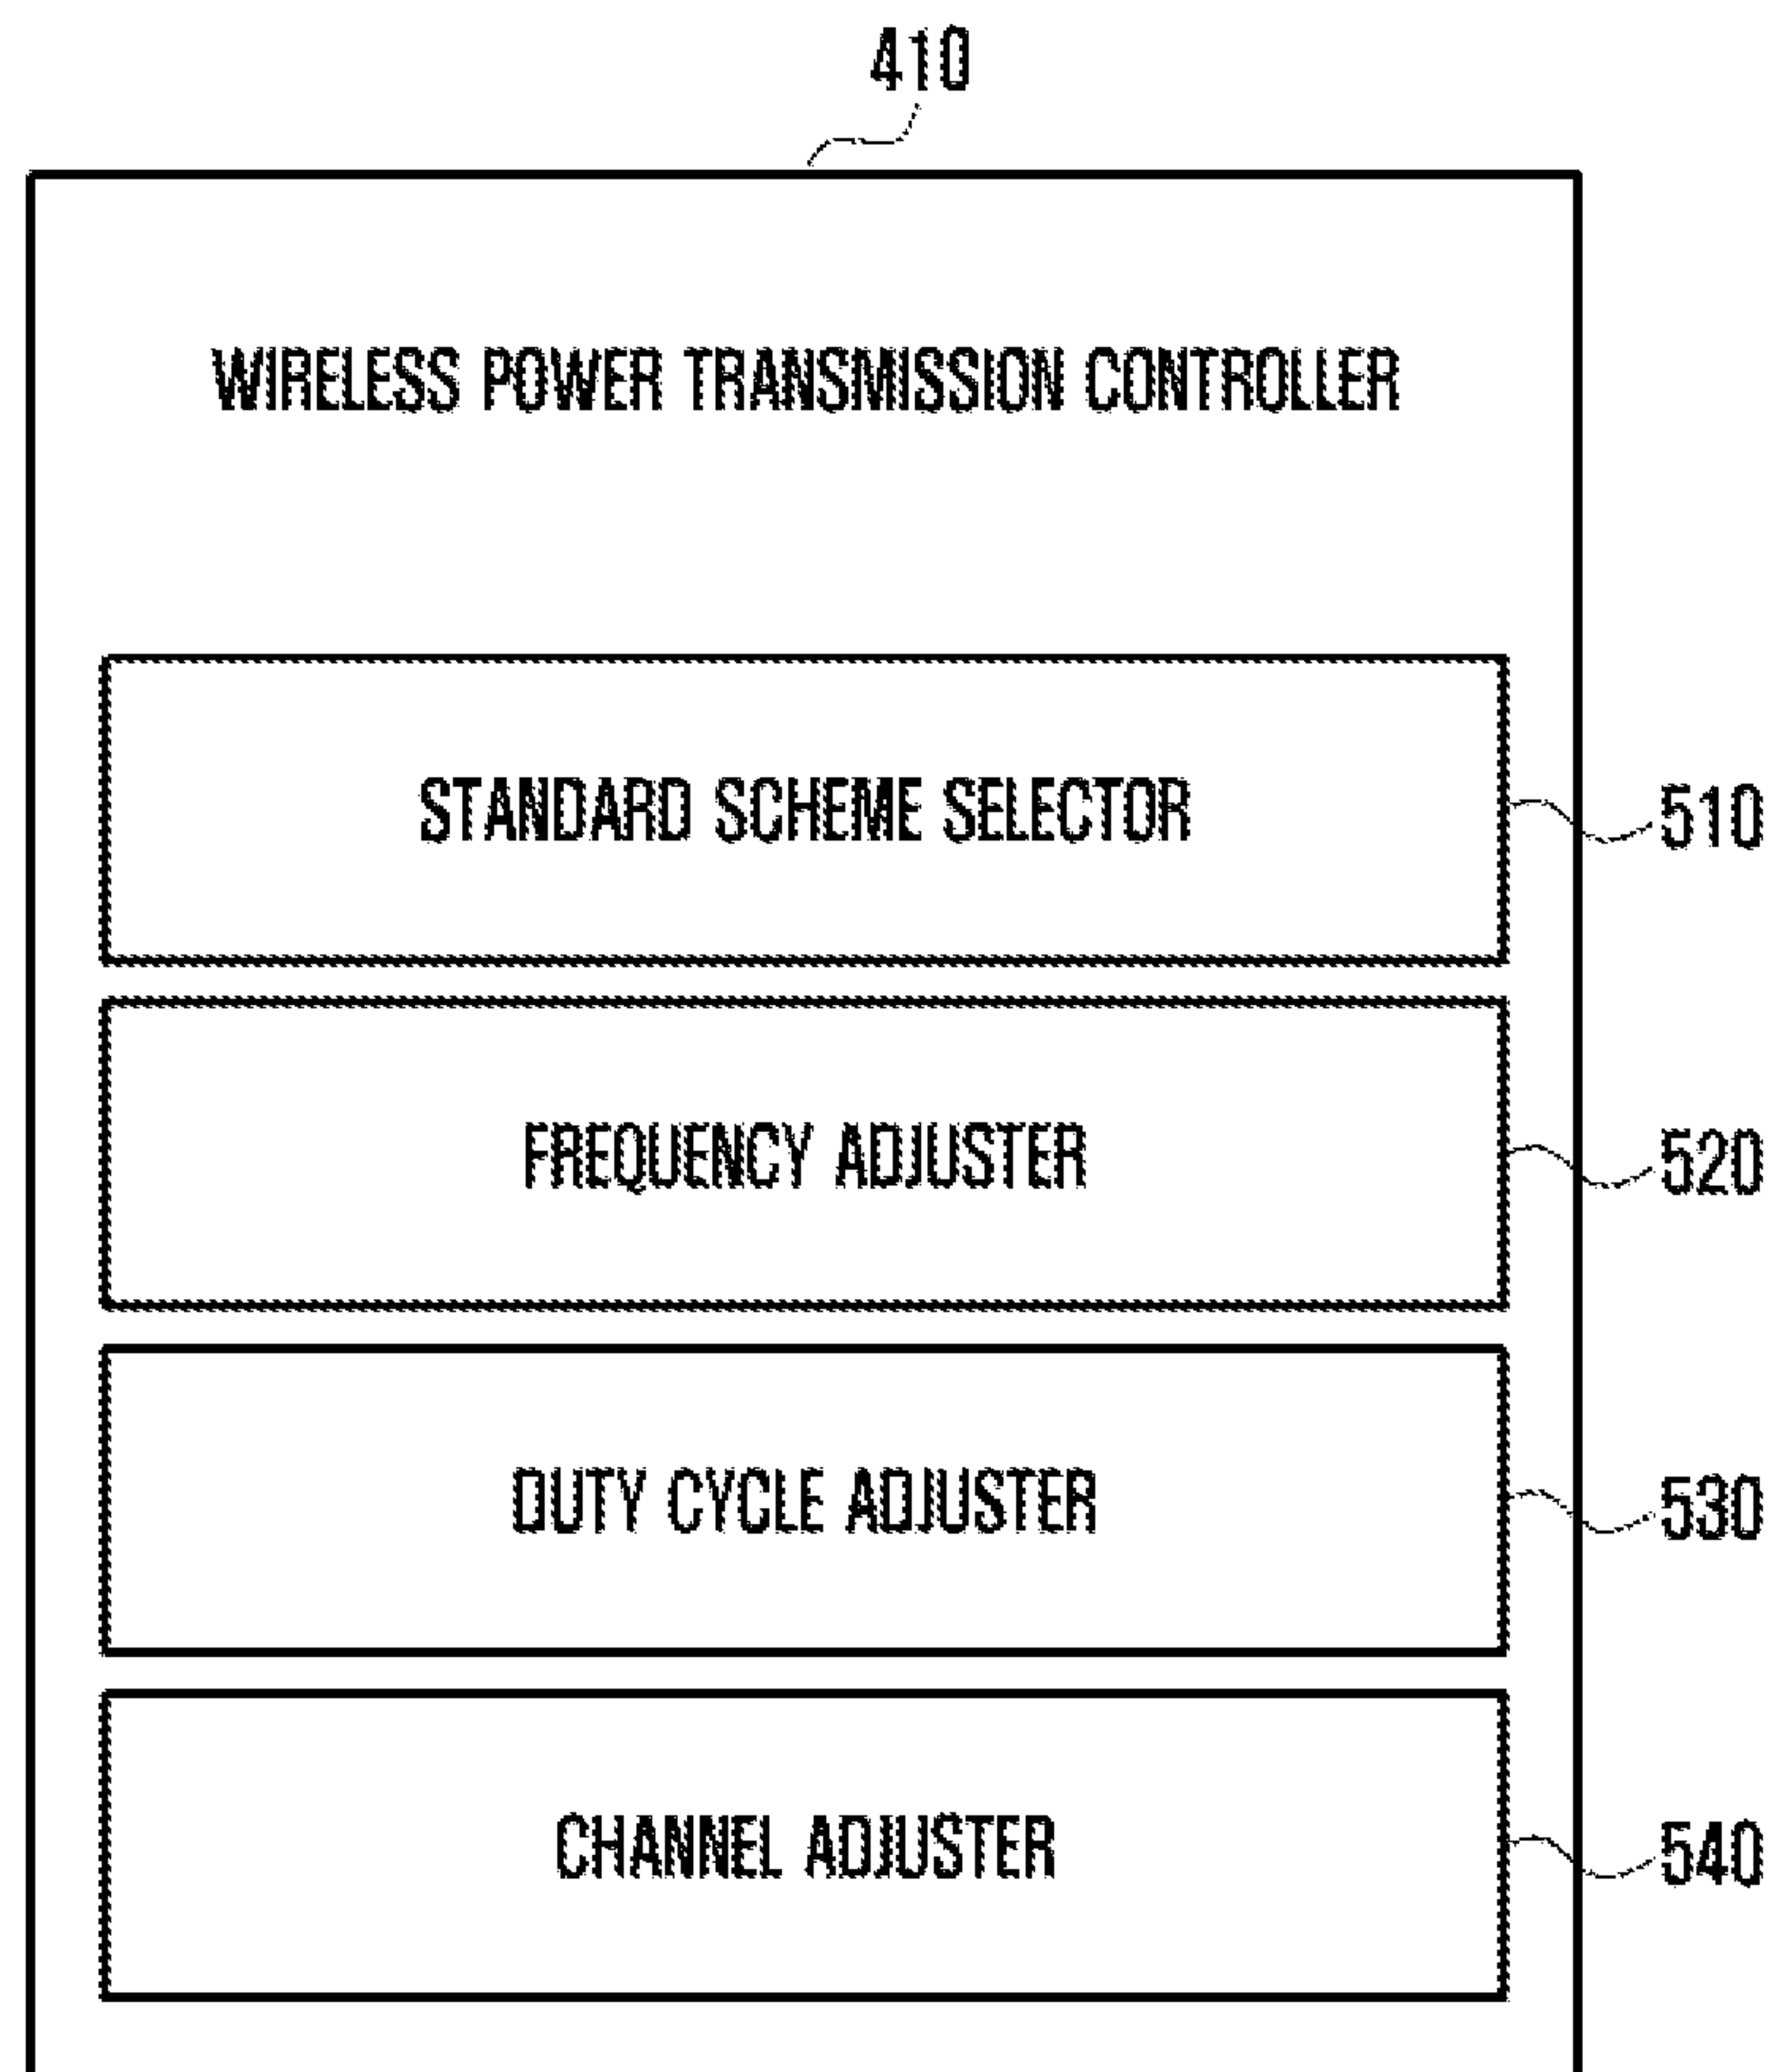 410
WIRELESS POWER TRANSMISSION CONTROLLER
STANDARD SCHEME SELECTOR
510
FREQUENCY ADJUSTER
520
DUTY CYCLE ADJUSTER
530
CHANNEL ADJUSTER
540